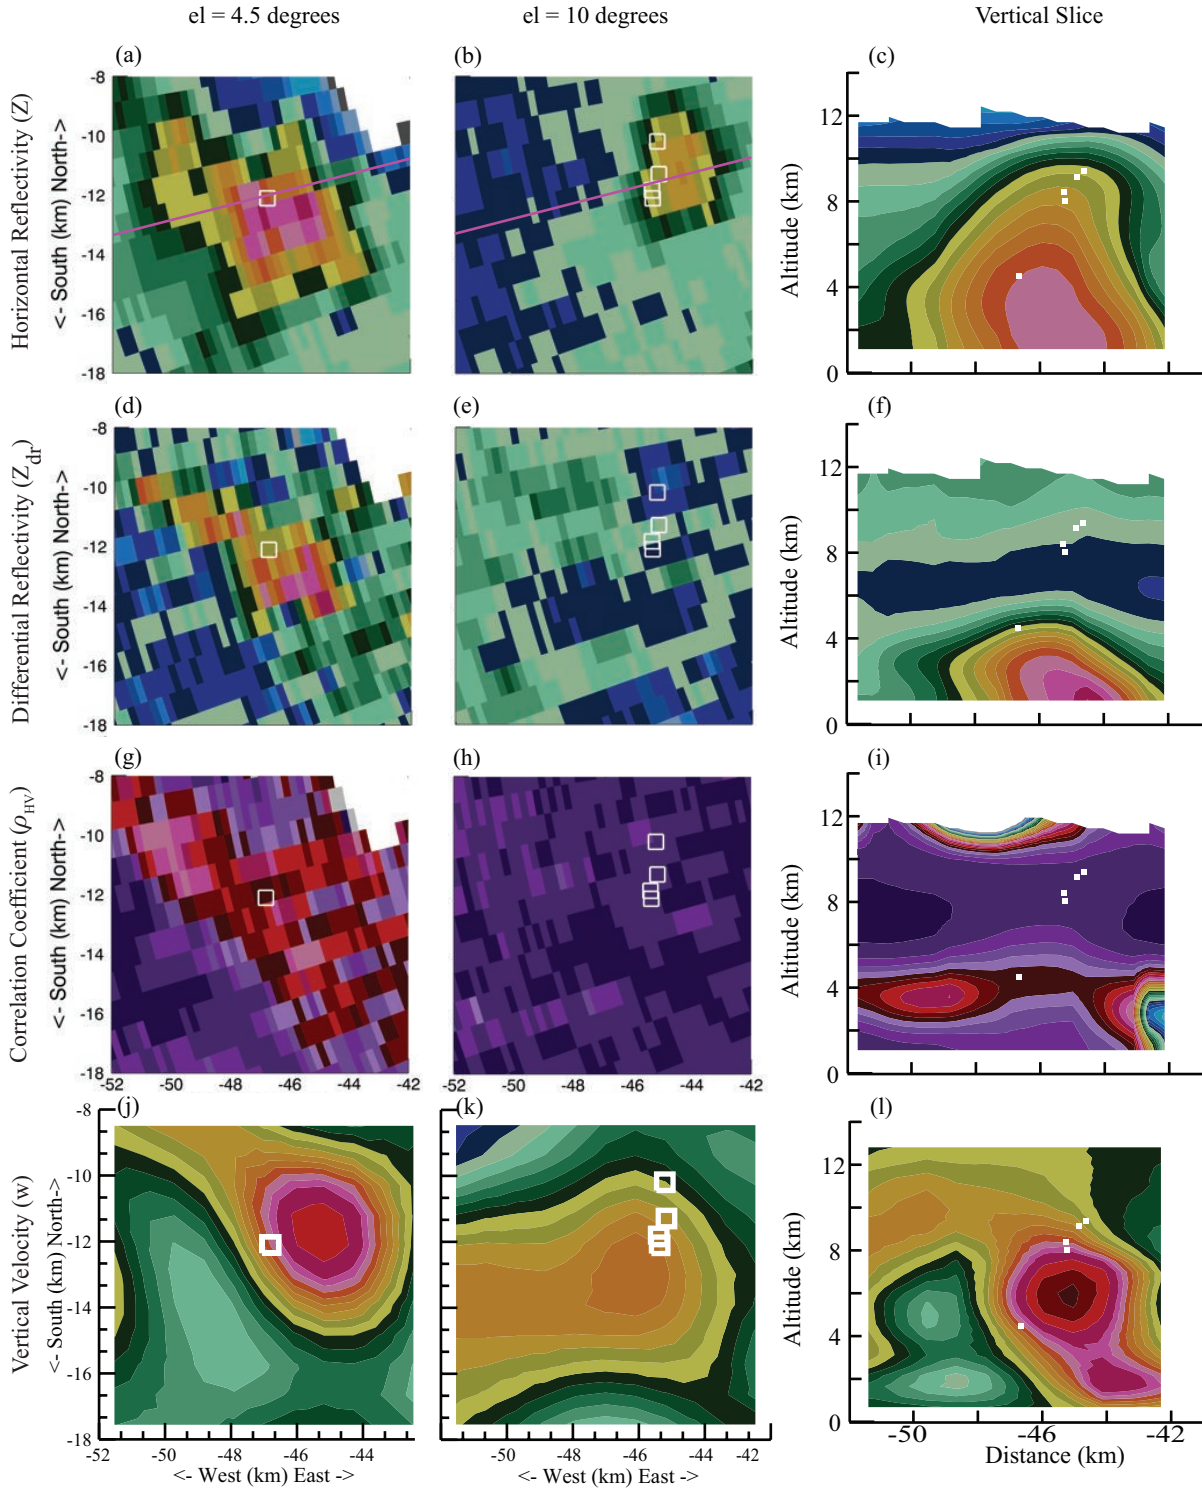 el = 4.5 degrees
el = 10 degrees
Vertical Slice
(a)
(b)
(c)
Horizontal Reflectivity (Z)
<- South (km) North->
-8
-10
-12
-14
-16
-18
Altitude (km)
12
8
4
0
(d)
(e)
(f)
Differential Reflectivity (Zdr)
<- South (km) North->
-8
-10
-12
-14
-16
-18
Altitude (km)
12
8
4
0
(g)
(h)
(i)
Correlation Coefficient (ρHV)
<- South (km) North->
-8
-10
-12
-14
-16
-18
-52 -50 -48 -46 -44 -42
-52 -50 -48 -46 -44 -42
Altitude (km)
12
8
4
0
(j)
(k)
(l)
Vertical Velocity (w)
<- South (km) North->
-8
-10
-12
-14
-16
-18
-52 -50 -48 -46 -44
<- West (km) East ->
-52 -50 -48 -46 -44 -42
<- West (km) East ->
Altitude (km)
12
8
4
0
-50 -46 -42
Distance (km)